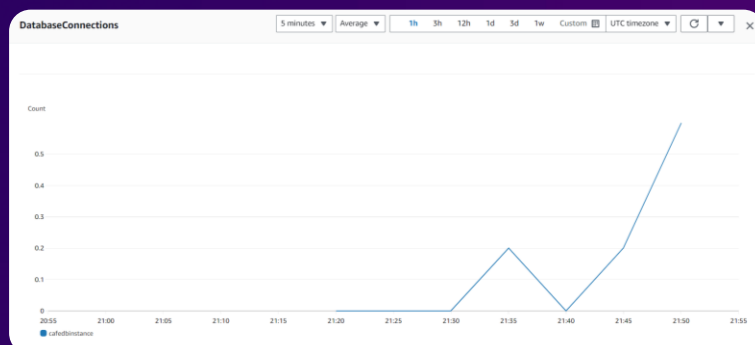 DatabaseConnections 5 minutes ▼ Average ▼ 1h 3h 12h 1d 3d 1w Custom UTC timezone ▼
Count
0.5
0.4
0.3
0.2
0.1
0
20:55 21:00 21:05 21:10 21:15 21:20 21:25 21:30 21:35 21:40 21:45 21:50 21:55
cafedbinstance